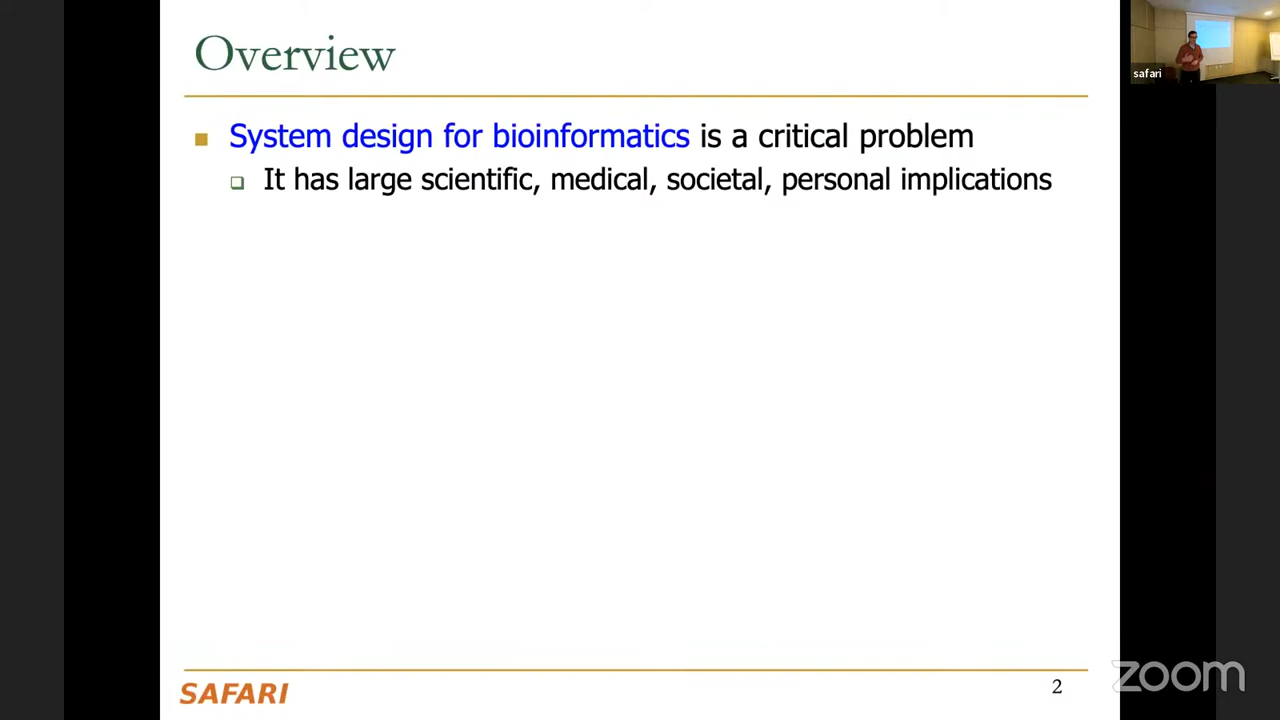 Overview
safari
System design for bioinformatics is a critical problem
It has large scientific, medical, societal, personal implications
SAFARI
2
zoom